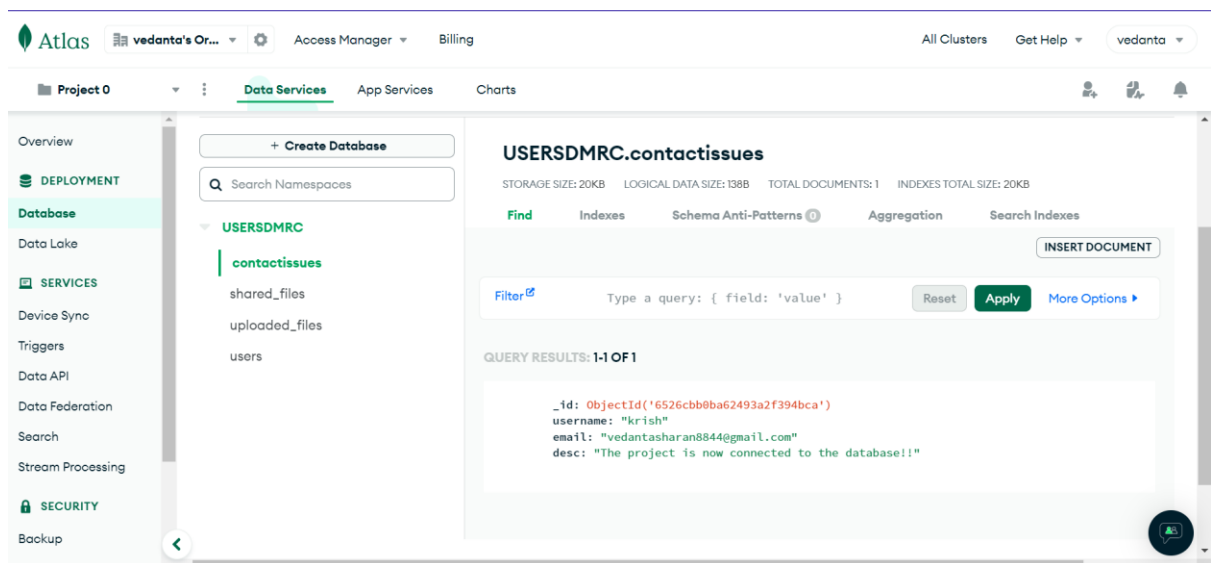 Atlas vedanta's Or... Access Manager Billing All Clusters Get Help vedanta
Project 0 Data Services App Services Charts
Overview
DEPLOYMENT
Database
Data Lake
SERVICES
Device Sync
Triggers
Data API
Data Federation
Search
Stream Processing
SECURITY
Backup
+ Create Database
Search Namespaces
USERSDMRC
contactissues
shared_files
uploaded_files
users
USERSDMRC.contactissues
STORAGE SIZE: 20KB LOGICAL DATA SIZE: 138B TOTAL DOCUMENTS: 1 INDEXES TOTAL SIZE: 20KB
Find Indexes Schema Anti-Patterns 0 Aggregation Search Indexes
INSERT DOCUMENT
Filter Type a query: { field: 'value' } Reset Apply More Options
QUERY RESULTS: 1-1 OF 1
_id: ObjectId('6526cbb0ba62493a2f394bca')
username: "krish"
email: "vedantasharan8844@gmail.com"
desc: "The project is now connected to the database!!"